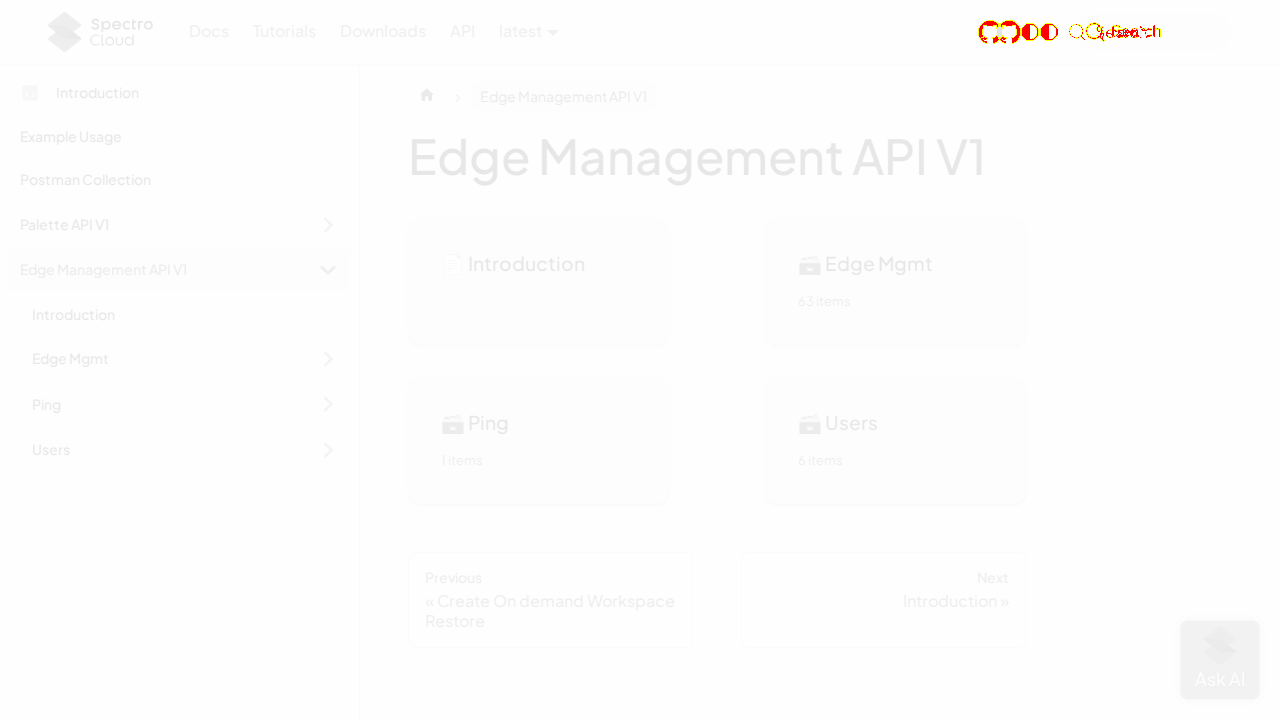 Spectro
Cloud
Docs
Tutorials
Downloads
API
latest
Search
Introduction
Example Usage
Postman Collection
Palette API V1
Edge Management API V1
Introduction
Edge Mgmt
Ping
Users
Edge Management API V1
Edge Management API V1
Introduction
Edge Mgmt
63 items
Ping
1 items
Users
6 items
Previous
« Create On demand Workspace
Restore
Next
Introduction »
Ask AI